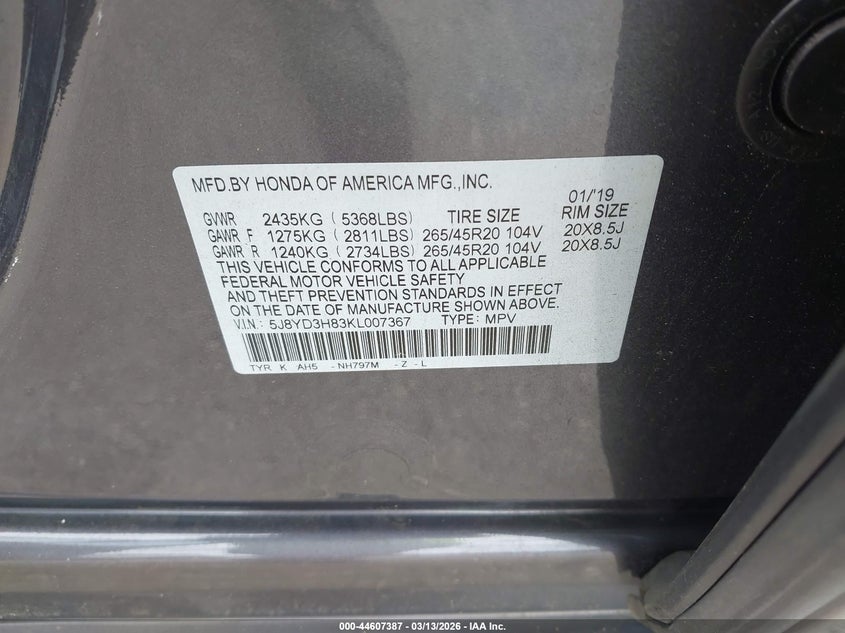 MFD.BY HONDA OF AMERICA MFG.,INC.
01/'19
GVWR 2435KG ( 5368LBS) TIRE SIZE RIM SIZE
GAWR F 1275KG ( 2811LBS) 265/45R20 104V 20X8.5J
GAWR R 1240KG ( 2734LBS) 265/45R20 104V 20X8.5J
THIS VEHICLE CONFORMS TO ALL APPLICABLE
FEDERAL MOTOR VEHICLE SAFETY
AND THEFT PREVENTION STANDARDS IN EFFECT
ON THE DATE OF MANUFACTURE SHOWN ABOVE.
V.I.N.: 5J8YD3H83KL007367 TYPE: MPV
TYR K AH5 -NH797M -Z -L
000-44607387 - 03/13/2026 - IAA Inc.